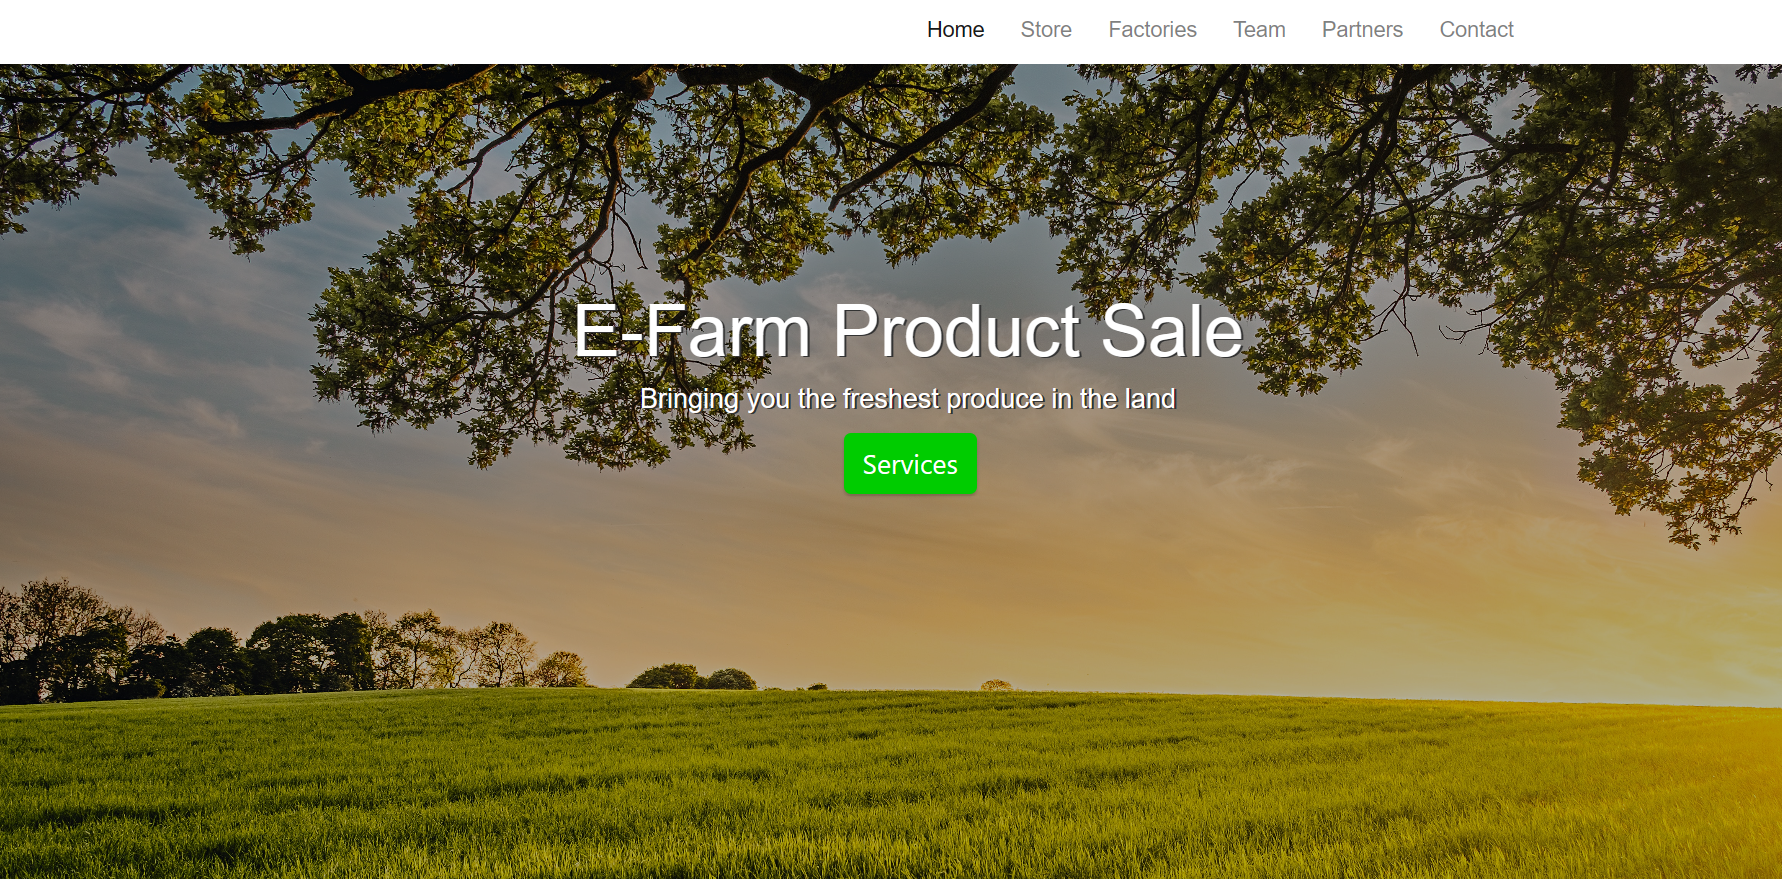 Home Store Factories Team Partners Contact
E-Farm Product Sale
Bringing you the freshest produce in the land
Services